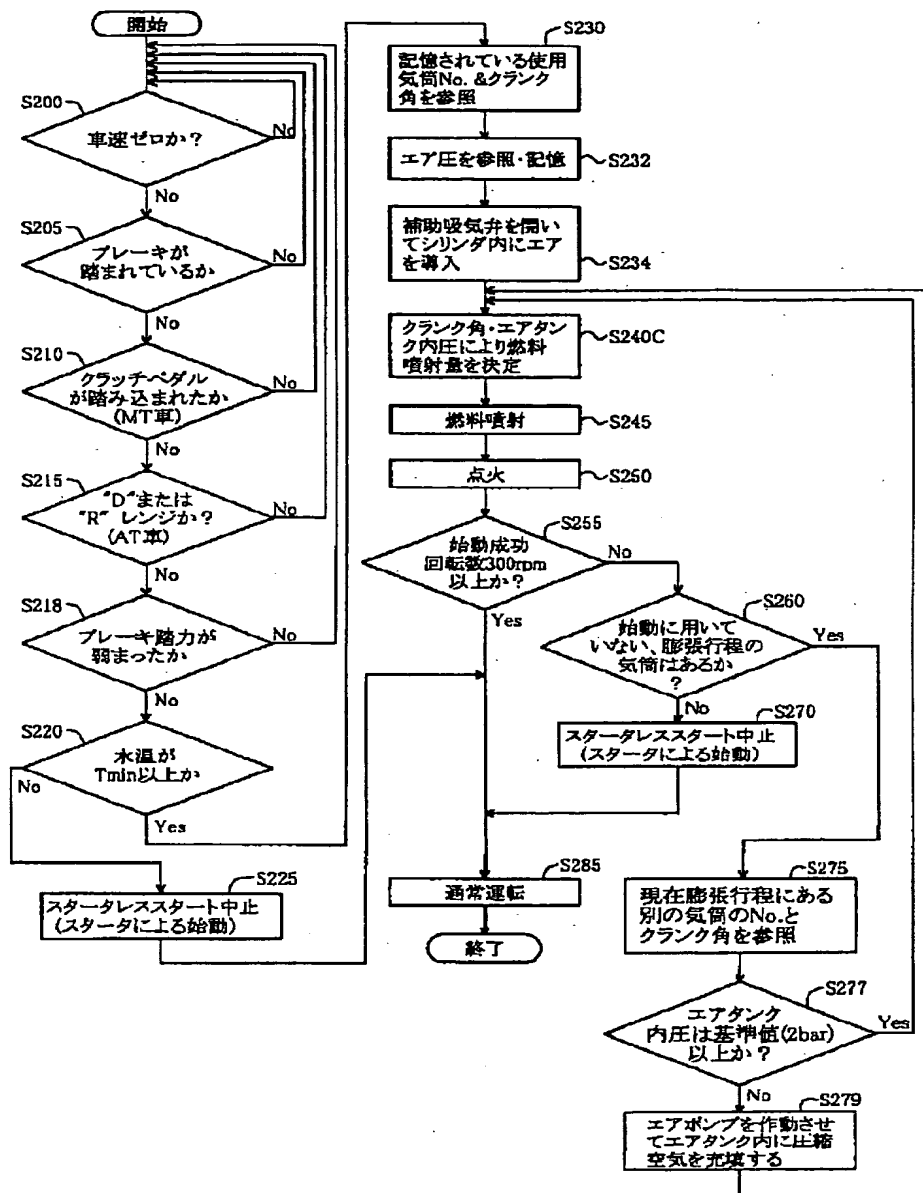 開始
S200
車速ゼロか？
No
No
S205
ブレーキが
踏まれているか
No
No
S210
クラッチペダル
が踏み込まれたか
(MT車)
No
No
S215
"D"または
"R" レンジか？
(AT車)
No
No
S218
ブレーキ踏力が
弱まったか
No
No
S220
水温が
Tmin以上か
No
Yes
S225
スタータレススタート中止
(スタータによる始動)
S230
記憶されている使用
気筒No. &クランク
角を参照
エア圧を参照・記憶
S232
補助吸気弁を開い
てシリンダ内にエア
を導入
S234
クランク角・エアタン
ク内圧により燃料
噴射量を決定
S240C
燃料噴射
S245
点火
S250
S255
始動成功
回転数300rpm
以上か？
No
Yes
S260
始動に用いて
いない、膨張行程の
気筒はあるか
？
Yes
No
S270
スタータレススタート中止
(スタータによる始動)
S285
通常運転
終了
S275
現在膨張行程にある
別の気筒のNo.と
クランク角を参照
S277
エアタンク
内圧は基準値(2bar)
以上か？
Yes
No
S279
エアポンプを作動させ
てエアタンク内に圧縮
空気を充填する